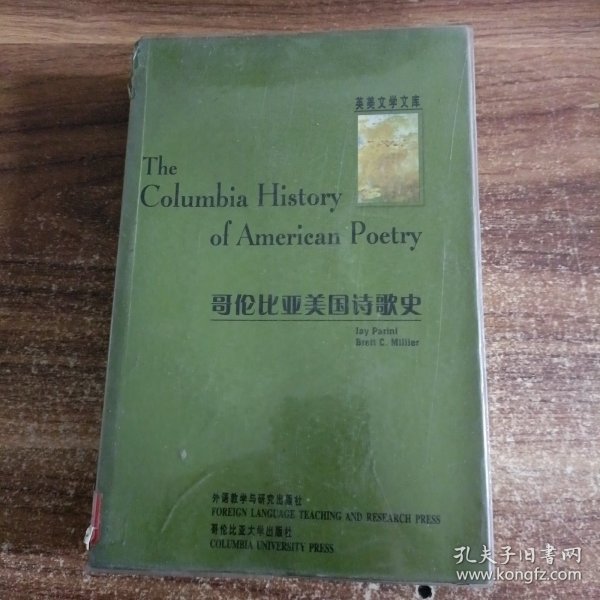 英美文学文库
The
Columbia History
of American Poetry
哥伦比亚美国诗歌史
Jay Parini
Brett C. Millier
外语教学与研究出版社
FOREIGN LANGUAGE TEACHING AND RESEARCH PRESS
哥伦比亚大学出版社
COLUMBIA UNIVERSITY PRESS
孔夫子旧书网
www.kongfz.com